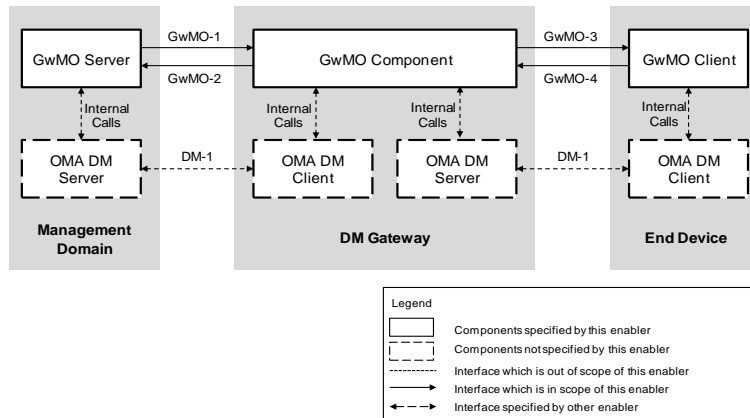 GwMO-1
GwMO-3
GwMO Server
GwMO Component
GwMO Client
GwMO-2
GwMO-4
Internal
Calls
Internal
Calls
Internal
Calls
Internal
Calls
OMA DM
Server
DM-1
OMA DM
Client
OMA DM
Server
DM-1
OMA DM
Client
Management
Domain
DM Gateway
End Device
Legend
Components specified by this enabler
Components not specified by this enabler
Interface which is out of scope of this enabler
Interface which is in scope of this enabler
Interface specified by other enabler